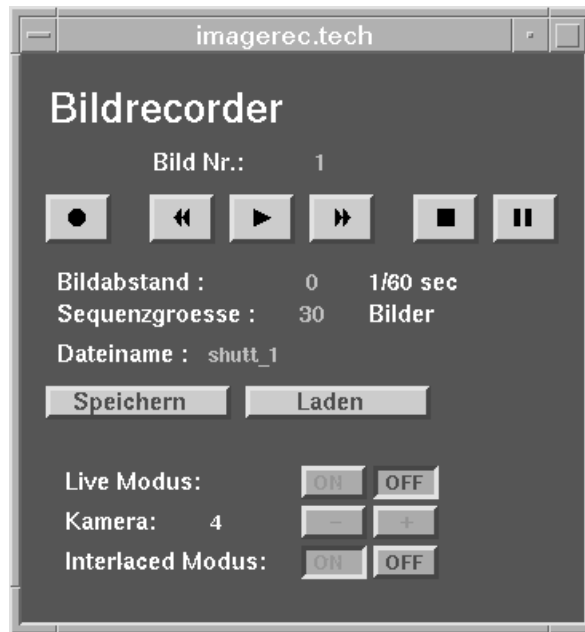 imagerec.tech
Bildrecorder
Bild Nr.: 1
Bildabstand : 0 1/60 sec
Sequenzgroesse : 30 Bilder
Dateiname : shutt_1
Speichern Laden
Live Modus: ON OFF
Kamera: 4 - +
Interlaced Modus: ON OFF